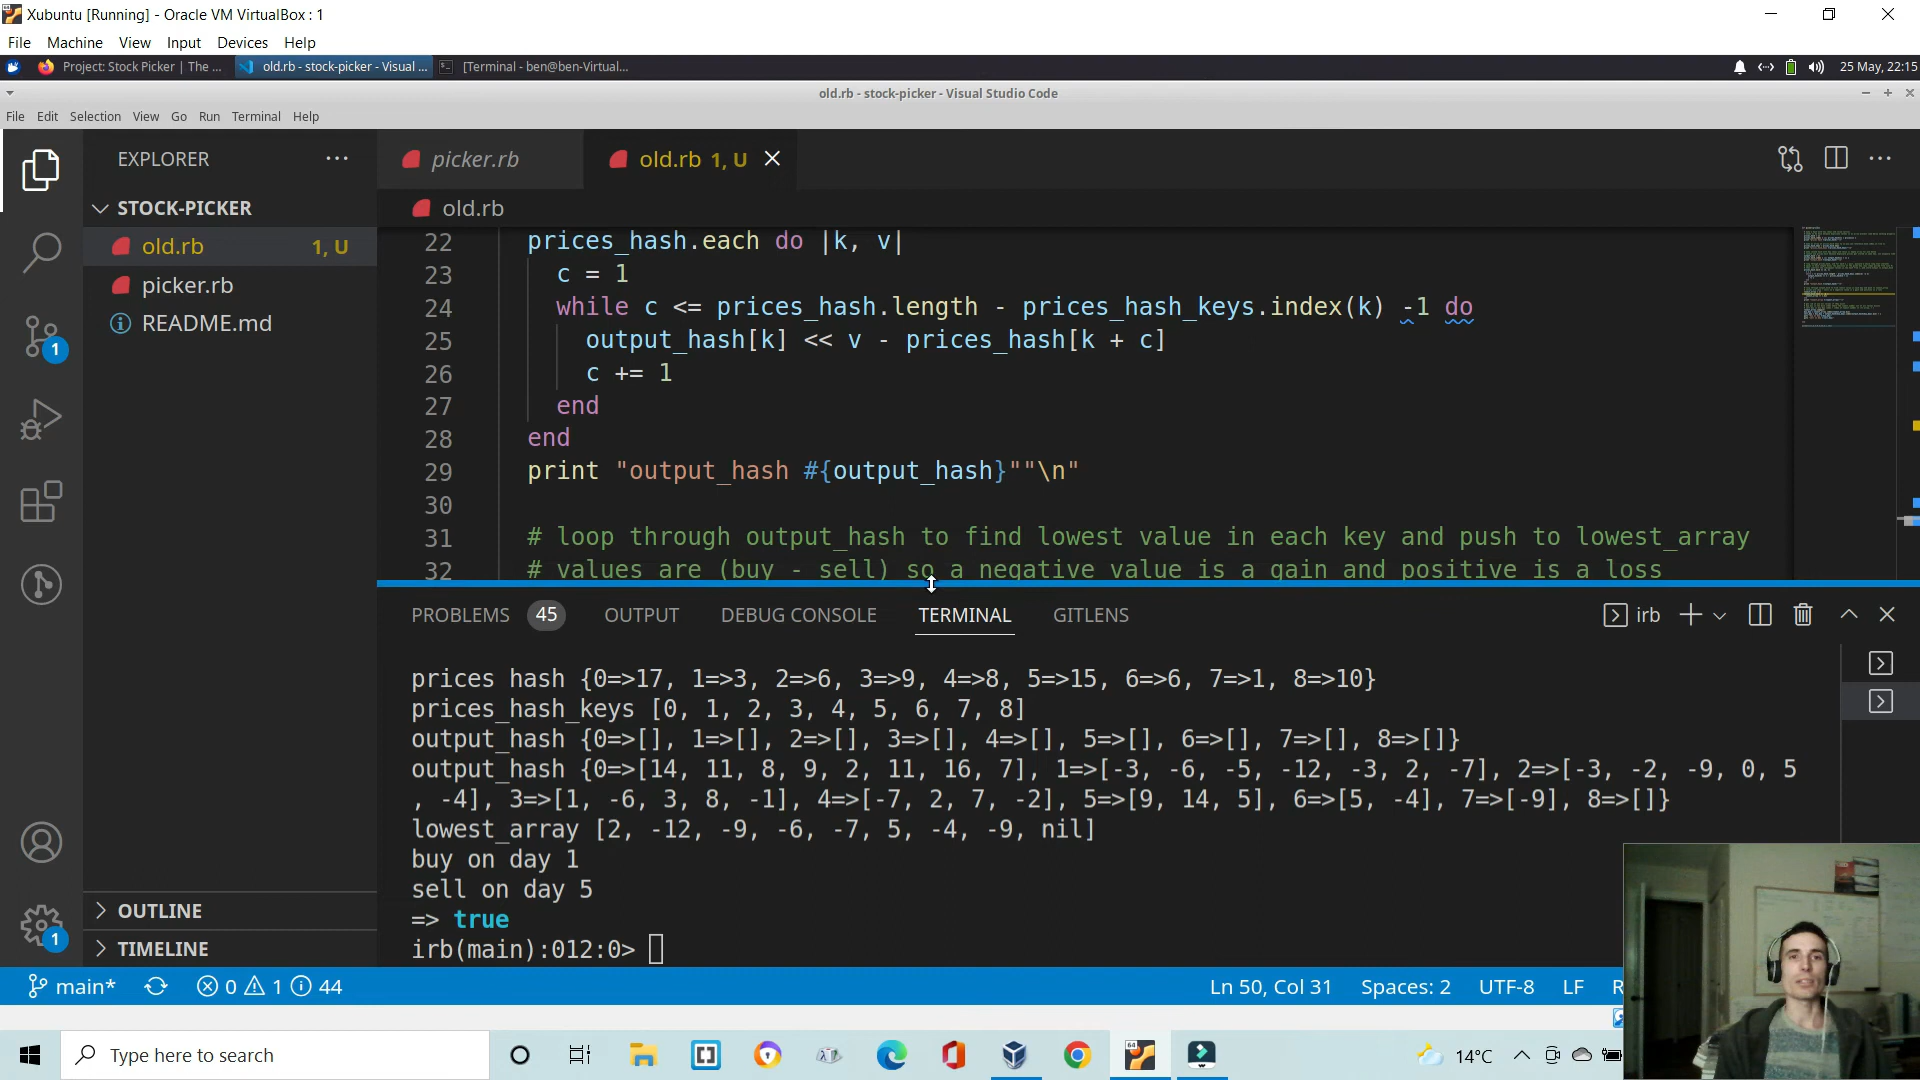 Xubuntu [Running] - Oracle VM VirtualBox : 1
File Machine View Input Devices Help
Project: Stock Picker | The ...
old.rb - stock-picker - Visual ...
[Terminal - ben@ben-Virtual...
25 May, 22:15
old.rb - stock-picker - Visual Studio Code
File Edit Selection View Go Run Terminal Help
EXPLORER
STOCK-PICKER
old.rb 1, U
picker.rb
README.md
OUTLINE
TIMELINE
1
1
picker.rb
old.rb 1, U
old.rb
22 prices_hash.each do |k, v|
23 c = 1
24 while c <= prices_hash.length - prices_hash_keys.index(k) -1 do
25 output_hash[k] << v - prices_hash[k + c]
26 c += 1
27 end
28 end
29 print "output_hash #{output_hash}""\n"
30
31 # loop through output_hash to find lowest value in each key and push to lowest_array
32 # values are (buy - sell) so a negative value is a gain and positive is a loss
PROBLEMS 45 OUTPUT DEBUG CONSOLE TERMINAL GITLENS
irb
prices hash {0=>17, 1=>3, 2=>6, 3=>9, 4=>8, 5=>15, 6=>6, 7=>1, 8=>10}
prices_hash_keys [0, 1, 2, 3, 4, 5, 6, 7, 8]
output_hash {0=>[], 1=>[], 2=>[], 3=>[], 4=>[], 5=>[], 6=>[], 7=>[], 8=>[]}
output_hash {0=>[14, 11, 8, 9, 2, 11, 16, 7], 1=>[-3, -6, -5, -12, -3, 2, -7], 2=>[-3, -2, -9, 0, 5
, -4], 3=>[1, -6, 3, 8, -1], 4=>[-7, 2, 7, -2], 5=>[9, 14, 5], 6=>[5, -4], 7=>[-9], 8=>[]}
lowest_array [2, -12, -9, -6, -7, 5, -4, -9, nil]
buy on day 1
sell on day 5
=> true
irb(main):012:0>
main* 0 1 44
Ln 50, Col 31 Spaces: 2 UTF-8 LF R
Type here to search
64
14°C